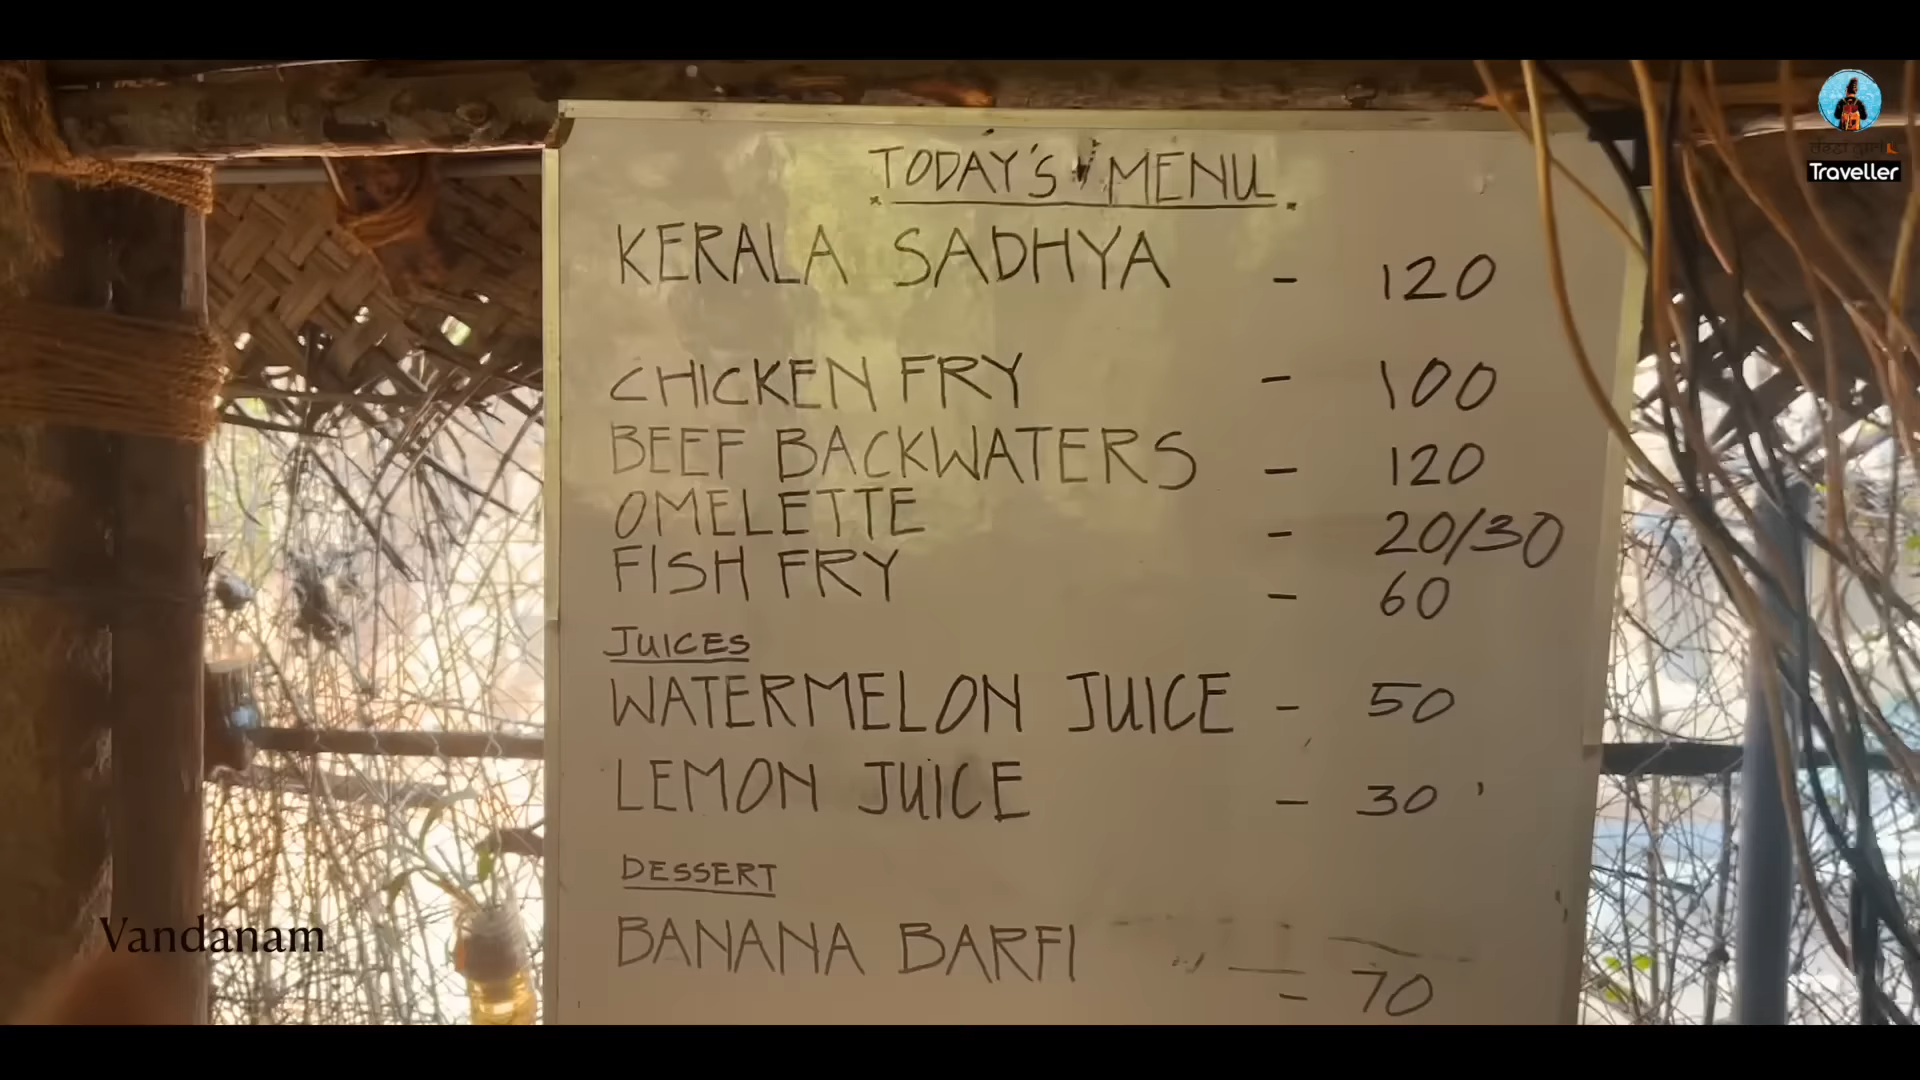 TODAY'S MENU
KERALA SADHYA - 120
CHICKEN FRY - 100
BEEF BACKWATERS - 120
OMELETTE - 20/30
FISH FRY - 60
JUICES
WATERMELON JUICE - 50
LEMON JUICE - 30
DESSERT
BANANA BARFI - 70
Vandanam
Traveller